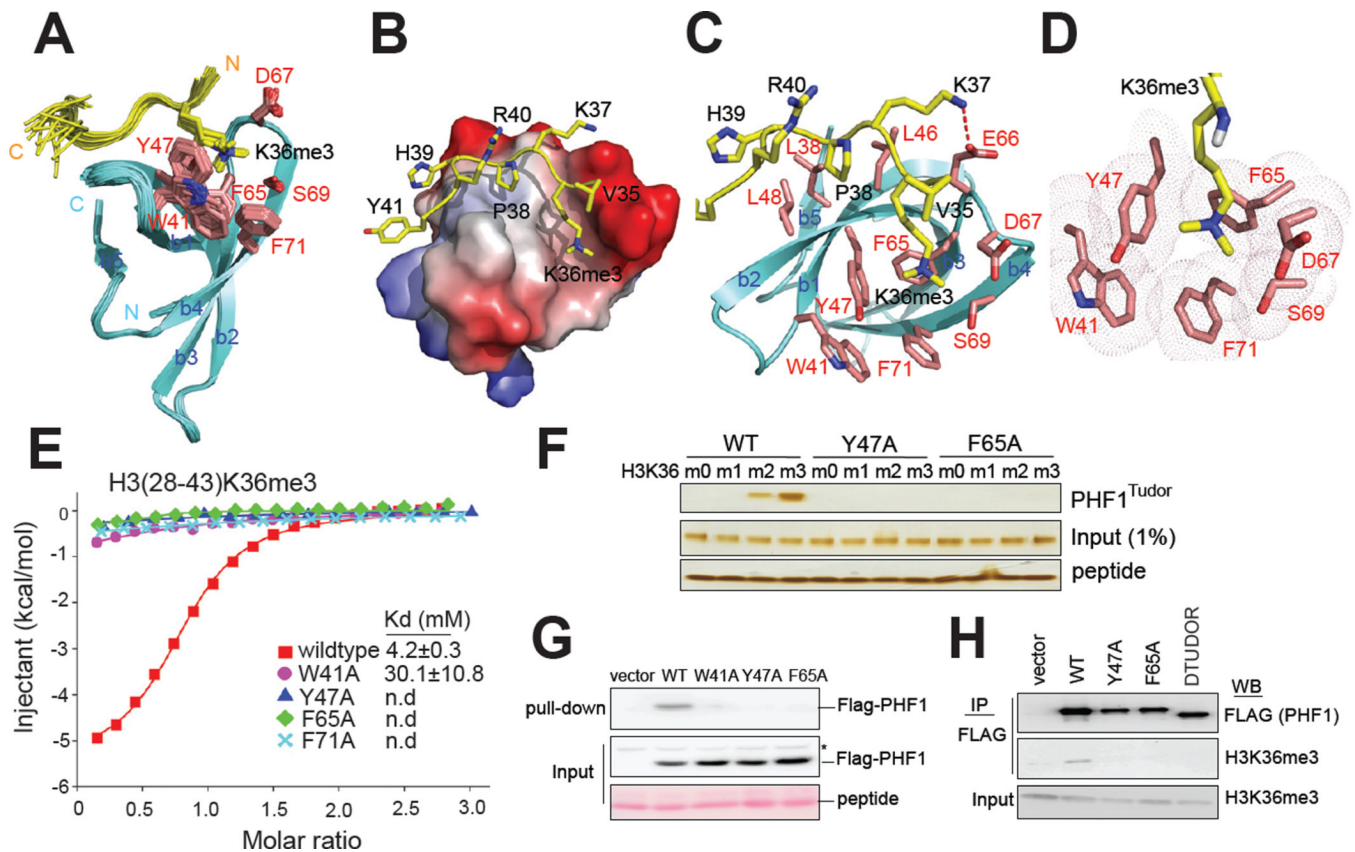 A
N
D67
C
Y47
K36me3
C
F65
S69
W41
b1
F71
b5
N
b4
b2
b3
B
R40
K37
H39
V35
Y41
P38
K36me3
C
R40
K37
H39
L46
L38
E66
P38
L48
V35
b5
D67
F65
b2
b3
b4
b1
K36me3
Y47
S69
W41
F71
D
K36me3
Y47
F65
D67
W41
S69
F71
E
H3(28-43)K36me3
0
-1
-2
-3
-4
-5
-6
Injectant (kcal/mol)
Kd (mM)
wildtype 4.2±0.3
W41A 30.1±10.8
Y47A n.d
F65A n.d
F71A n.d
0 0.5 1.0 1.5 2.0 2.5 3.0
Molar ratio
F
WT Y47A F65A
H3K36 m0 m1 m2 m3 m0 m1 m2 m3 m0 m1 m2 m3
PHF1Tudor
Input (1%)
peptide
G
vector WT W41A Y47A F65A
pull-down Flag-PHF1
*
Input Flag-PHF1
peptide
H
vector WT Y47A F65A DTUDOR
IP WB
FLAG FLAG (PHF1)
H3K36me3
Input H3K36me3